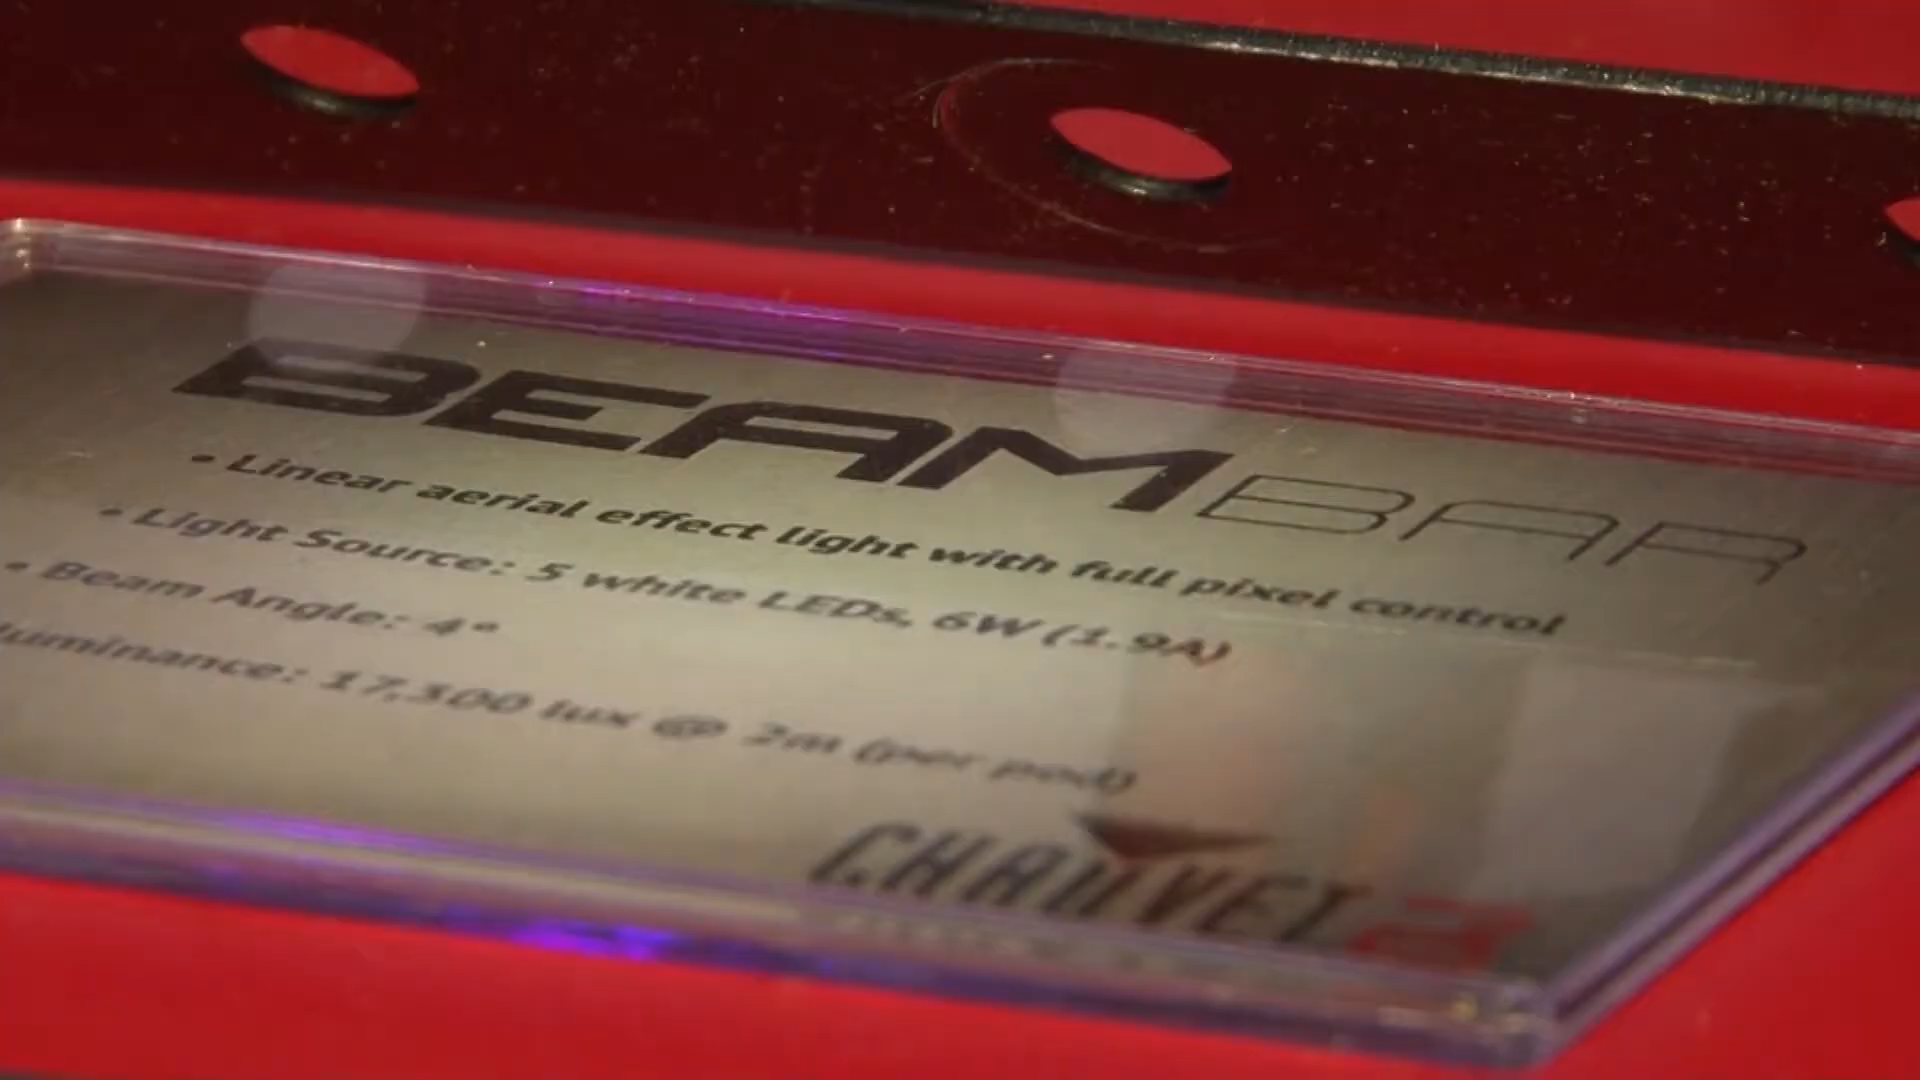 BEAMBAR
• Linear aerial effect light with full pixel control
• Light Source: 5 white LEDs, 6W (1.9A)
• Beam Angle: 4°
luminance: 17,300 lux @ 2m (per pod)
CHAUVET